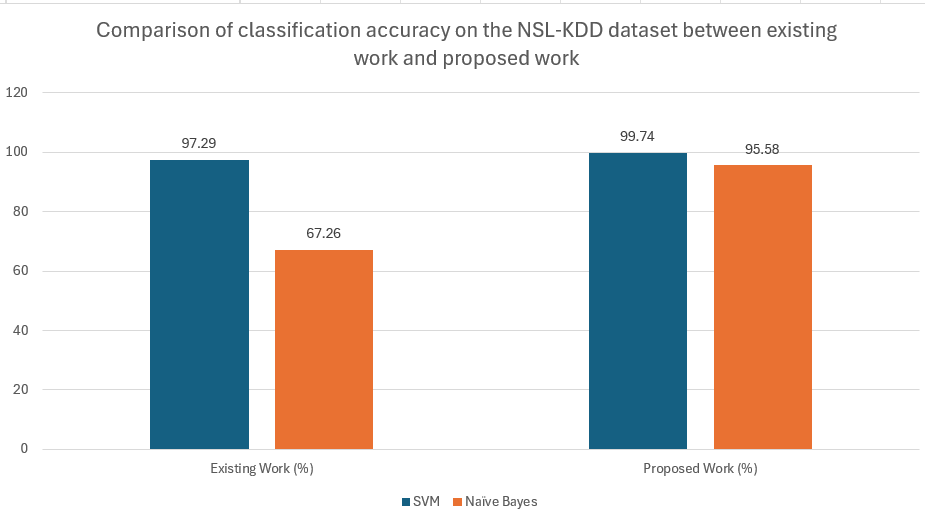 Comparison of classification accuracy on the NSL-KDD dataset between existing
work and proposed work
120
100
80
60
40
20
0
97.29
67.26
99.74
95.58
Existing Work (%)
Proposed Work (%)
SVM
Naïve Bayes